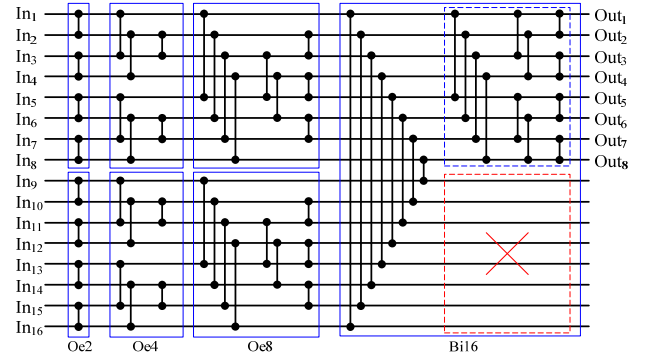 In1 Out1
In2 Out2
In3 Out3
In4 Out4
In5 Out5
In6 Out6
In7 Out7
In8 Out8
In9
In10
In11
In12
In13
In14
In15
In16
Oe2 Oe4 Oe8 Bi16